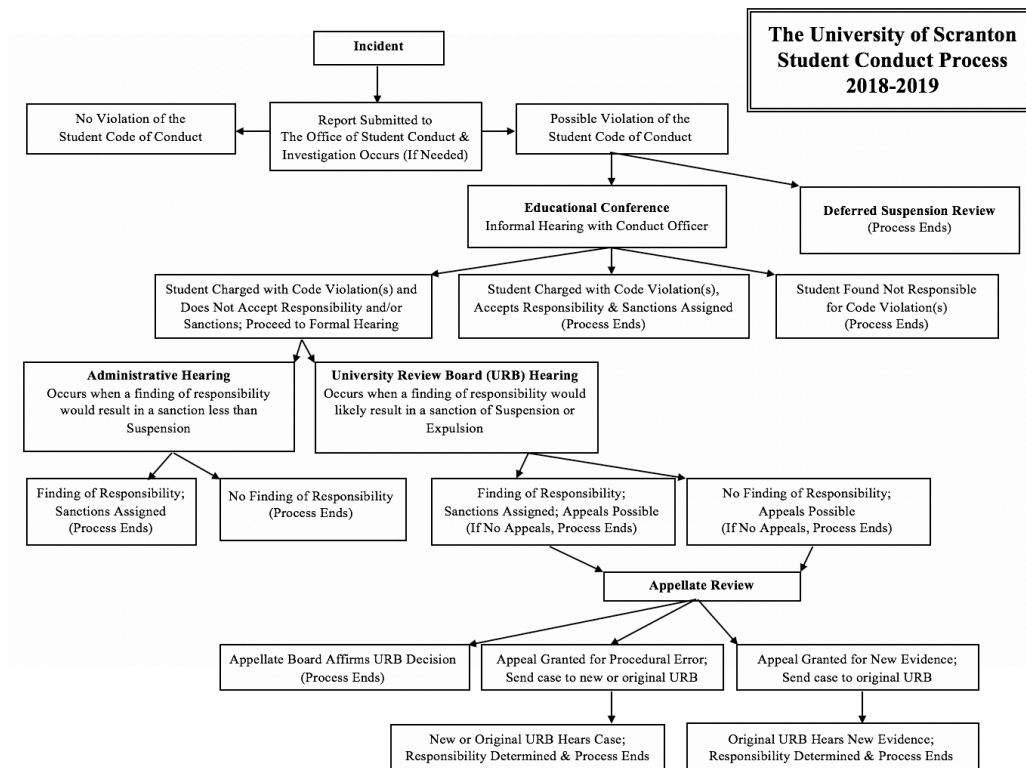 The University of Scranton
Student Conduct Process
2018-2019
Incident
No Violation of the
Student Code of Conduct
Report Submitted to
The Office of Student Conduct &
Investigation Occurs (If Needed)
Possible Violation of the
Student Code of Conduct
Educational Conference
Informal Hearing with Conduct Officer
Deferred Suspension Review
(Process Ends)
Student Charged with Code Violation(s) and
Does Not Accept Responsibility and/or
Sanctions; Proceed to Formal Hearing
Student Charged with Code Violation(s),
Accepts Responsibility & Sanctions Assigned
(Process Ends)
Student Found Not Responsible
for Code Violation(s)
(Process Ends)
Administrative Hearing
Occurs when a finding of responsibility
would result in a sanction less than
Suspension
University Review Board (URB) Hearing
Occurs when a finding of responsibility would
likely result in a sanction of Suspension or
Expulsion
Finding of Responsibility;
Sanctions Assigned
(Process Ends)
No Finding of Responsibility
(Process Ends)
Finding of Responsibility;
Sanctions Assigned; Appeals Possible
(If No Appeals, Process Ends)
No Finding of Responsibility;
Appeals Possible
(If No Appeals, Process Ends)
Appellate Review
Appellate Board Affirms URB Decision
(Process Ends)
Appeal Granted for Procedural Error;
Send case to new or original URB
Appeal Granted for New Evidence;
Send case to original URB
New or Original URB Hears Case;
Responsibility Determined & Process Ends
Original URB Hears New Evidence;
Responsibility Determined & Process Ends